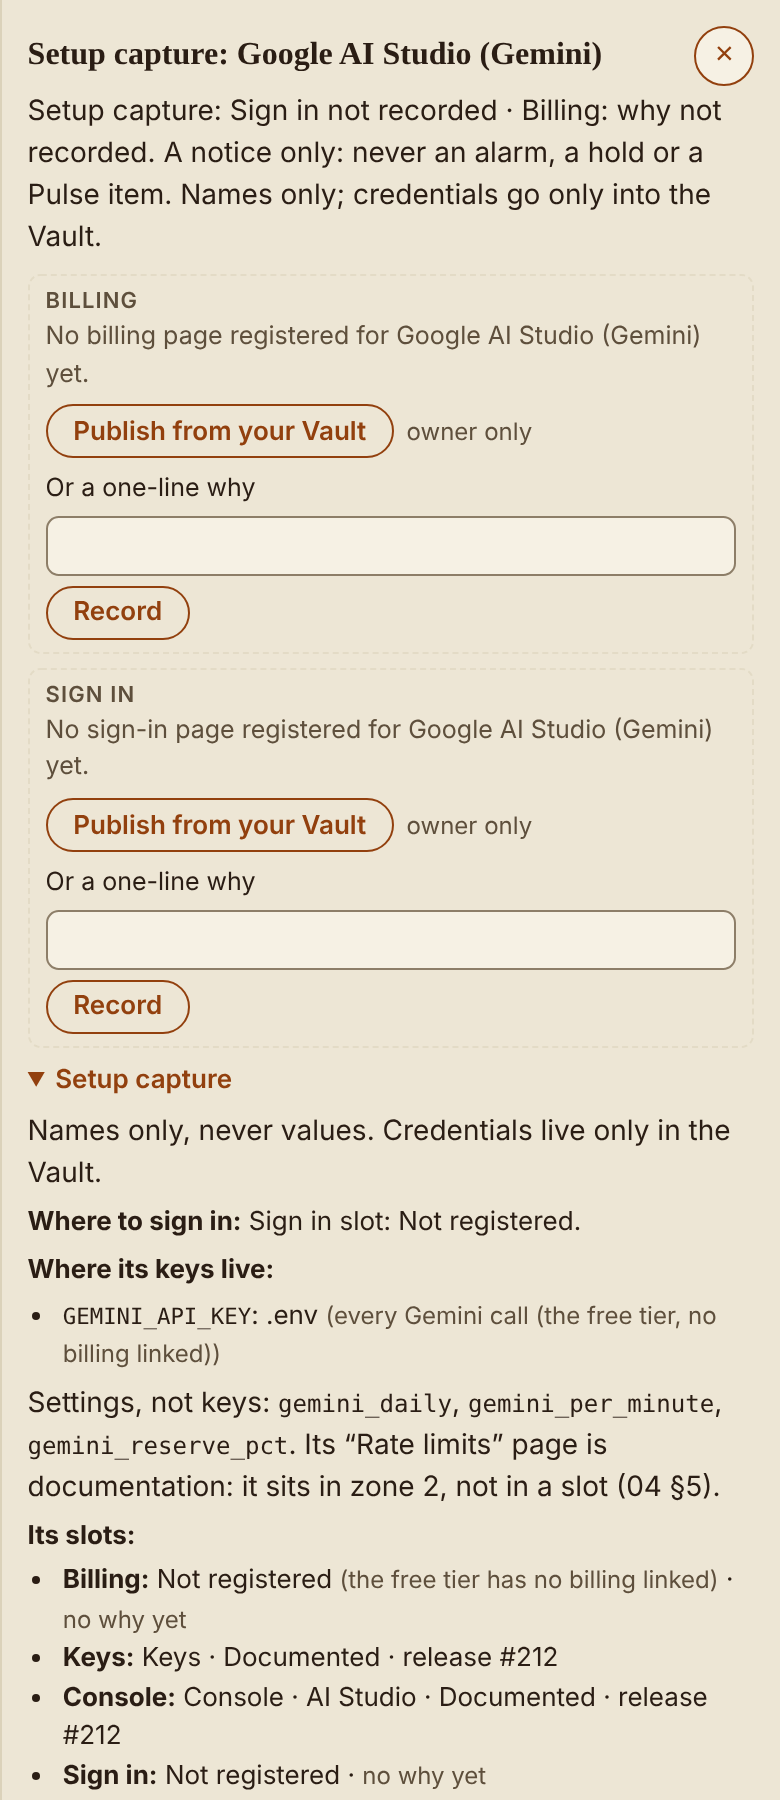 Setup capture: Google AI Studio (Gemini)
×
Setup capture: Sign in not recorded · Billing: why not
recorded. A notice only: never an alarm, a hold or a
Pulse item. Names only; credentials go only into the
Vault.
BILLING
No billing page registered for Google AI Studio (Gemini)
yet.
Publish from your Vault owner only
Or a one-line why
Record
SIGN IN
No sign-in page registered for Google AI Studio (Gemini)
yet.
Publish from your Vault owner only
Or a one-line why
Record
▼ Setup capture
Names only, never values. Credentials live only in the
Vault.
Where to sign in: Sign in slot: Not registered.
Where its keys live:
• GEMINI_API_KEY: .env (every Gemini call (the free tier, no
billing linked))
Settings, not keys: gemini_daily, gemini_per_minute,
gemini_reserve_pct. Its “Rate limits” page is
documentation: it sits in zone 2, not in a slot (04 §5).
Its slots:
• Billing: Not registered (the free tier has no billing linked) ·
no why yet
• Keys: Keys · Documented · release #212
• Console: Console · AI Studio · Documented · release
#212
• Sign in: Not registered · no why yet